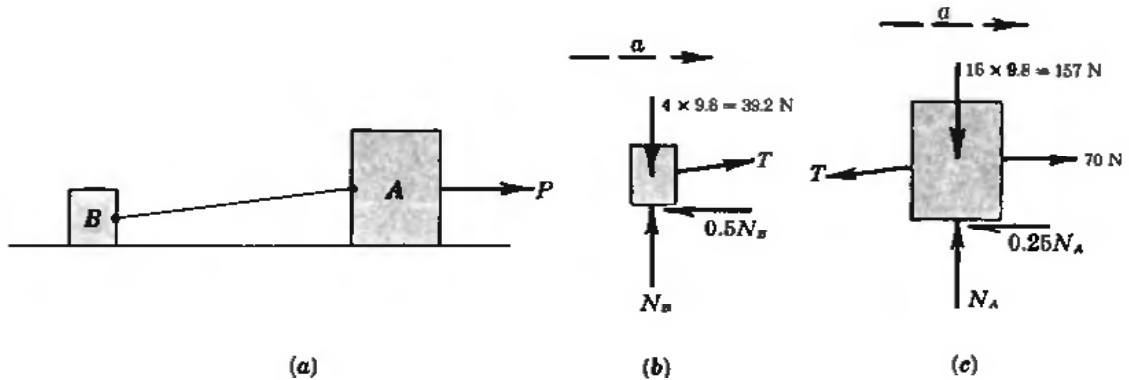 a
a
4 × 9.8 = 39.2 N
16 × 9.8 = 157 N
B
A
P
T
0.5N_B
N_B
T
70 N
0.25N_A
N_A
(a)
(b)
(c)